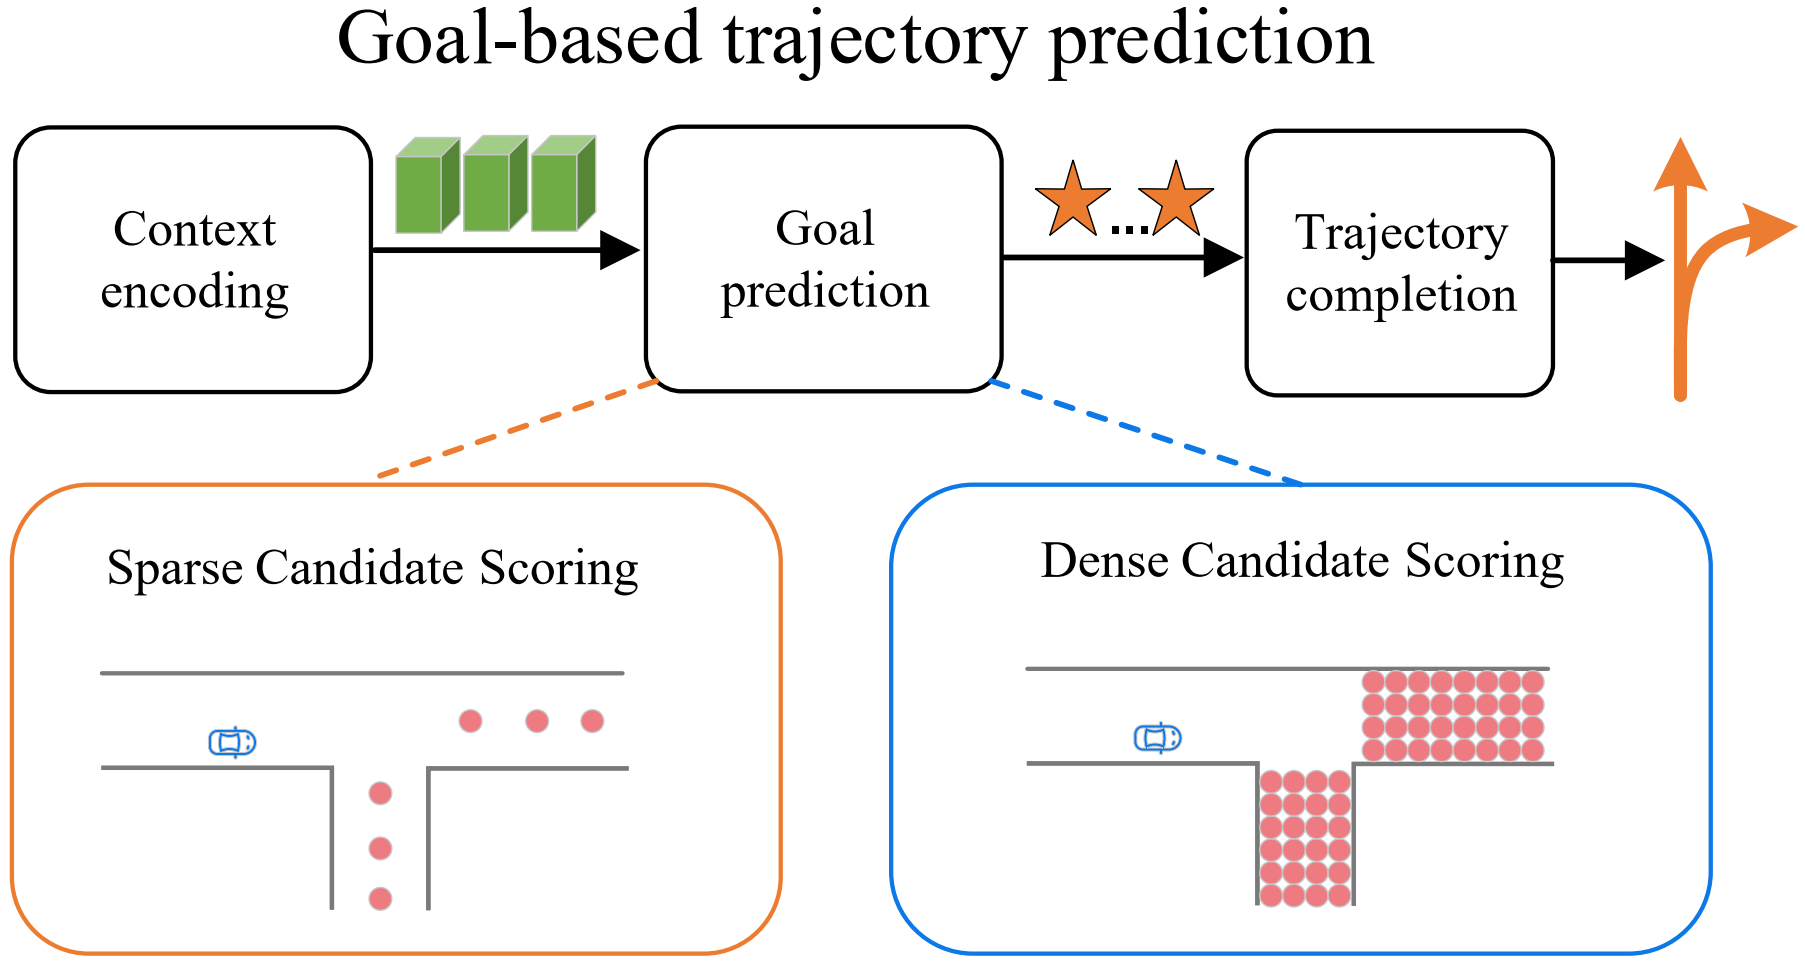 Goal-based trajectory prediction
Context
encoding
Goal
prediction
...
Trajectory
completion
Sparse Candidate Scoring
Dense Candidate Scoring